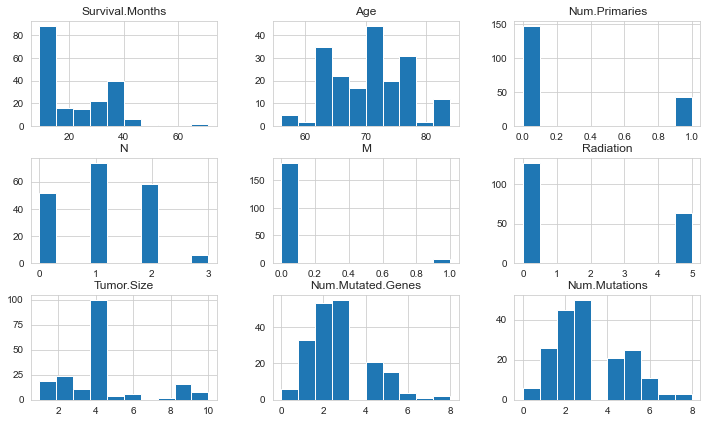 Survival.Months Age Num.Primaries
80 60 40 20 0
40 30 20 10 0
150 100 50 0
20 40 60
60 70 80
0.0 0.2 0.4 0.6 0.8 1.0
N M Radiation
60 40 20 0
150 100 50 0
100 50 0
0 1 2 3
0.0 0.2 0.4 0.6 0.8 1.0
0 1 2 3 4 5
Tumor.Size Num.Mutated.Genes Num.Mutations
100 75 50 25 0
40 20 0
40 20 0
2 4 6 8 10
0 2 4 6 8
0 2 4 6 8